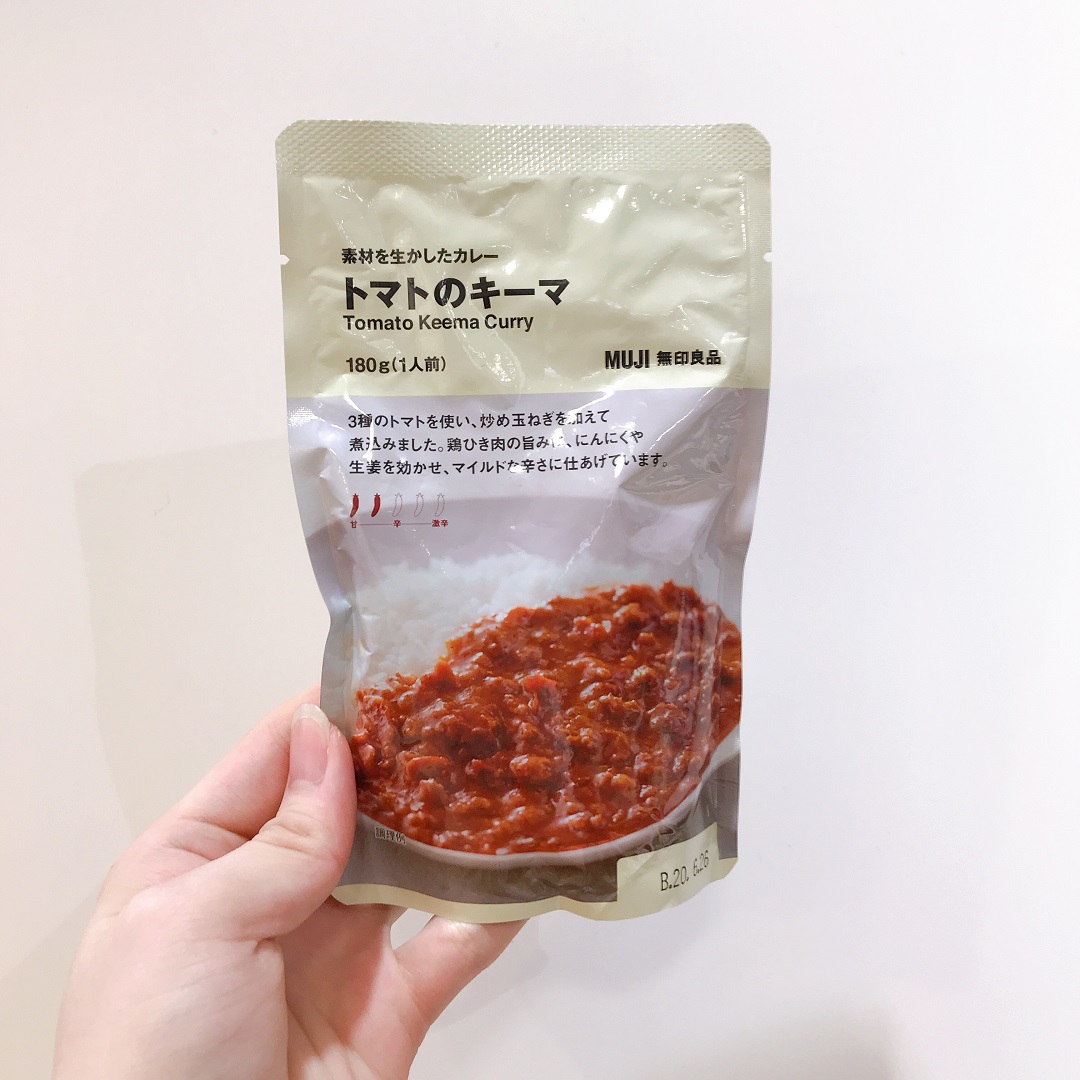 素材を生かしたカレー
トマトのキーマ
Tomato Keema Curry
180g(1人前)
MUJI 無印良品
3種のトマトを使い、炒め玉ねぎを加えて
煮込みました。鶏ひき肉の旨みに、にんにくや
生姜を効かせ、マイルドな辛さに仕あげています。
甘 辛 激辛
調理例
B.20. 6.26